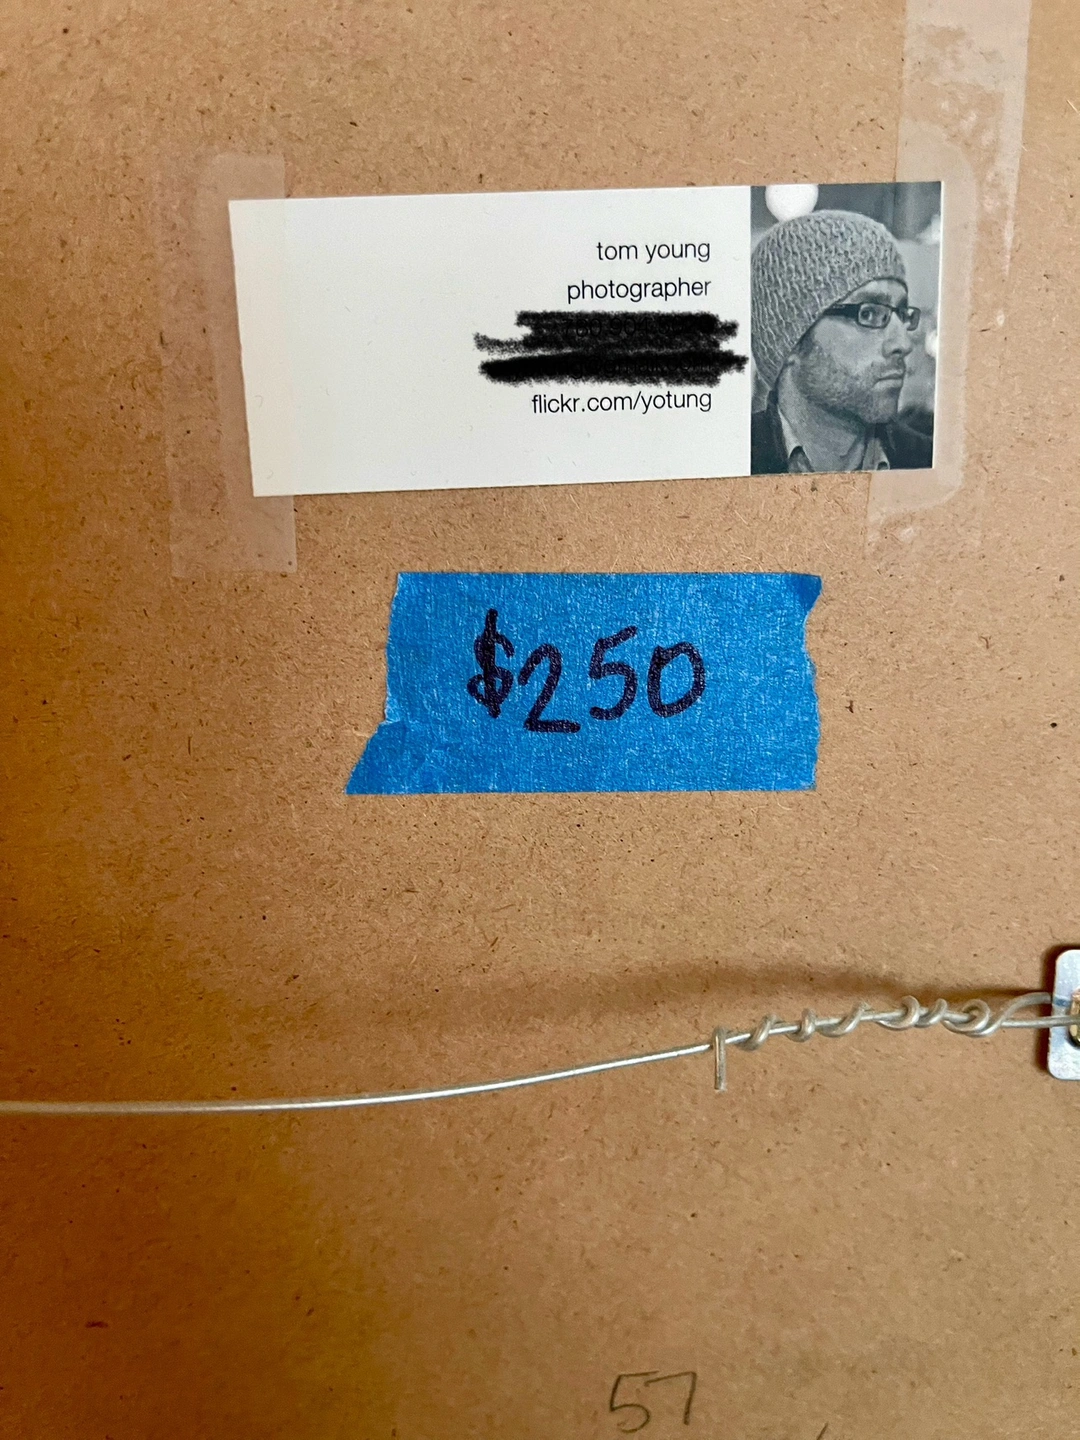 tom young
photographer
flickr.com/yotung
$250
57